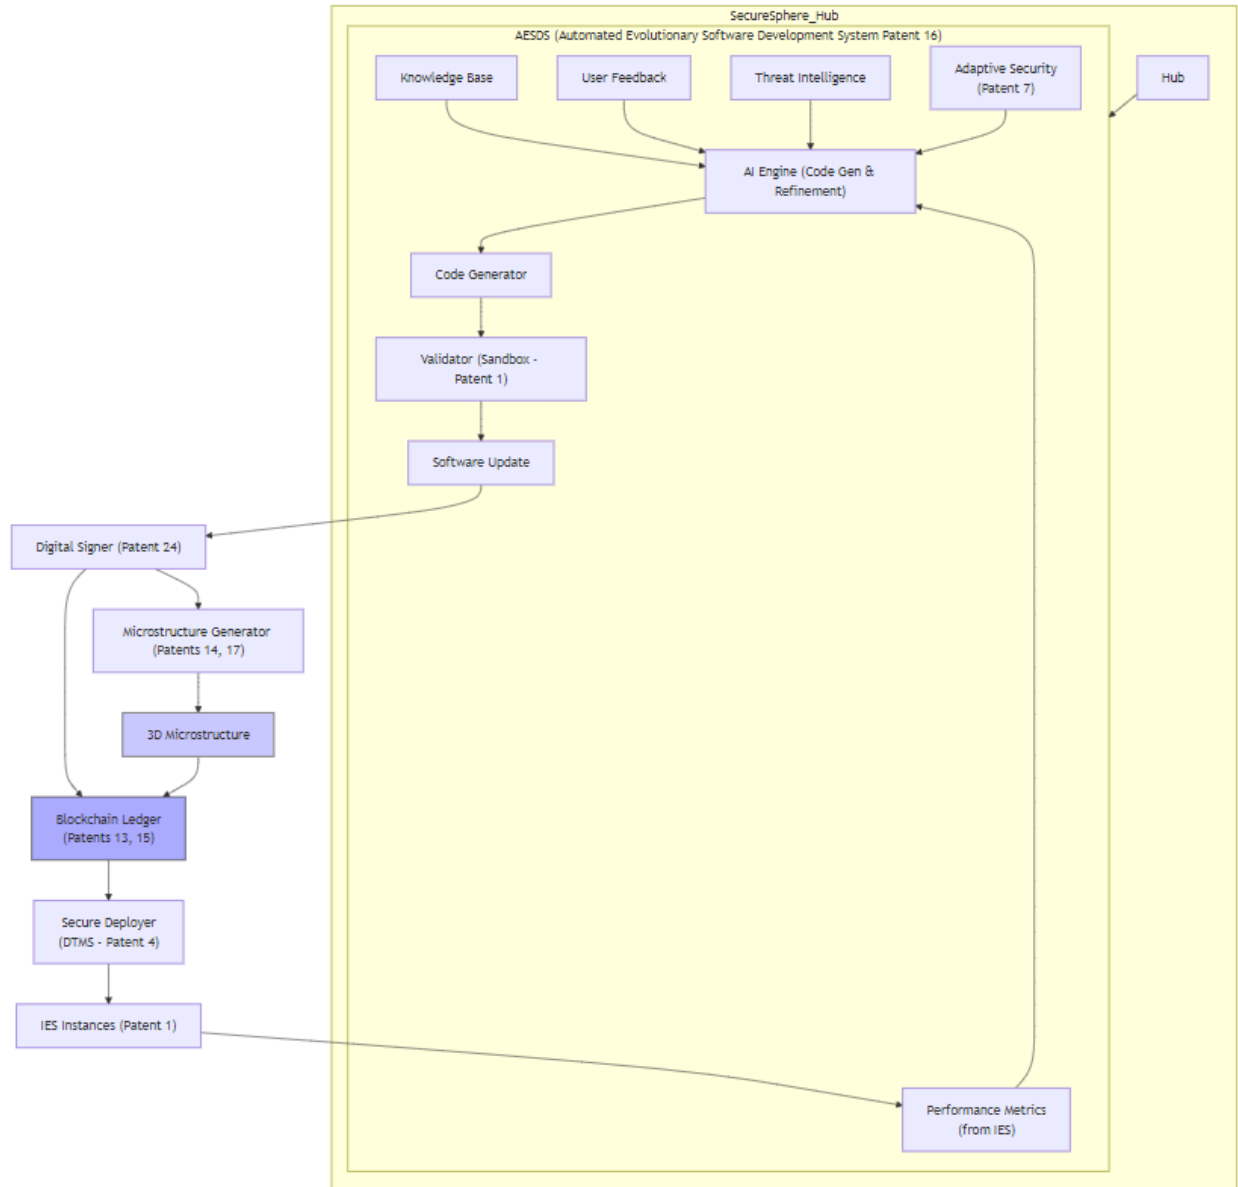 SecureSphere_Hub
AESDS (Automated Evolutionary Software Development System Patent 16)
Knowledge Base
User Feedback
Threat Intelligence
Adaptive Security
(Patent 7)
Hub
AI Engine (Code Gen &
Refinement)
Code Generator
Validator (Sandbox -
Patent 1)
Software Update
Digital Signer (Patent 24)
Microstructure Generator
(Patents 14, 17)
3D Microstructure
Blockchain Ledger
(Patents 13, 15)
Secure Deployer
(DTMS - Patent 4)
IES Instances (Patent 1)
Performance Metrics
(from IES)